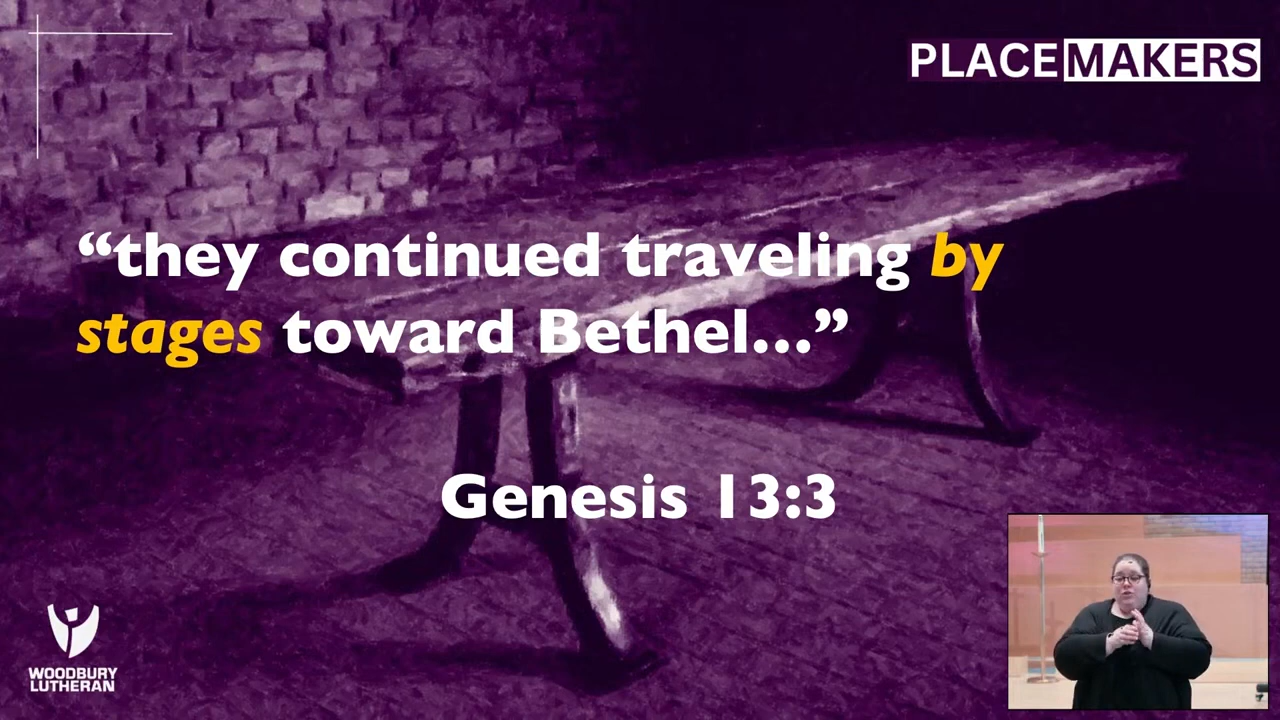 PLACEMAKERS
“they continued traveling by
stages toward Bethel...”
Genesis 13:3
WOODBURY
LUTHERAN